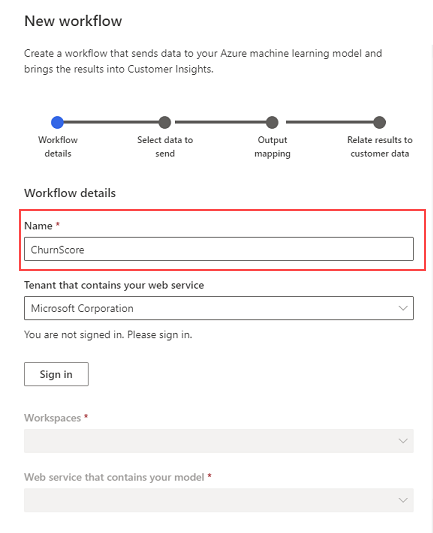 New workflow
Create a workflow that sends data to your Azure machine learning model and
brings the results into Customer Insights.
Workflow
details
Select data to
send
Output
mapping
Relate results to
customer data
Workflow details
Name *
ChurnScore
Tenant that contains your web service
Microsoft Corporation
You are not signed in. Please sign in.
Sign in
Workspaces *
Web service that contains your model *